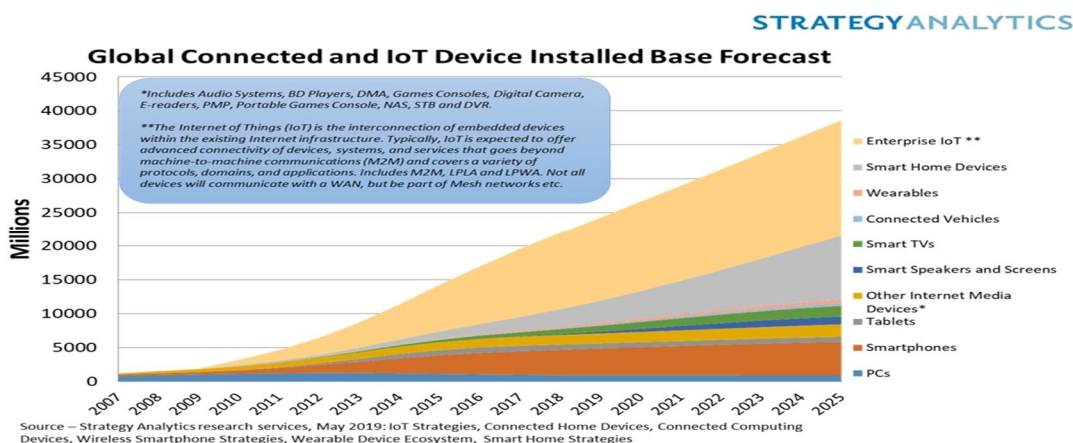 STRATEGYANALYTICS
Global Connected and IoT Device Installed Base Forecast
45000
40000
35000
30000
25000
20000
15000
10000
5000
0
Millions
*Includes Audio Systems, BD Players, DMA, Games Consoles, Digital Camera,
E-readers, PMP, Portable Games Console, NAS, STB and DVR.
**The Internet of Things (IoT) is the interconnection of embedded devices
within the existing Internet infrastructure. Typically, IoT is expected to offer
advanced connectivity of devices, systems, and services that goes beyond
machine-to-machine communications (M2M) and covers a variety of
protocols, domains, and applications. Includes M2M, LPLA and LPWA. Not all
devices will communicate with a WAN, but be part of Mesh networks etc.
Enterprise IoT **
Smart Home Devices
Wearables
Connected Vehicles
Smart TVs
Smart Speakers and Screens
Other Internet Media
Devices*
Tablets
Smartphones
PCs
2007
2008
2009
2010
2011
2012
2013
2014
2015
2016
2017
2018
2019
2020
2021
2022
2023
2024
2025
Source – Strategy Analytics research services, May 2019: IoT Strategies, Connected Home Devices, Connected Computing
Devices, Wireless Smartphone Strategies, Wearable Device Ecosystem, Smart Home Strategies